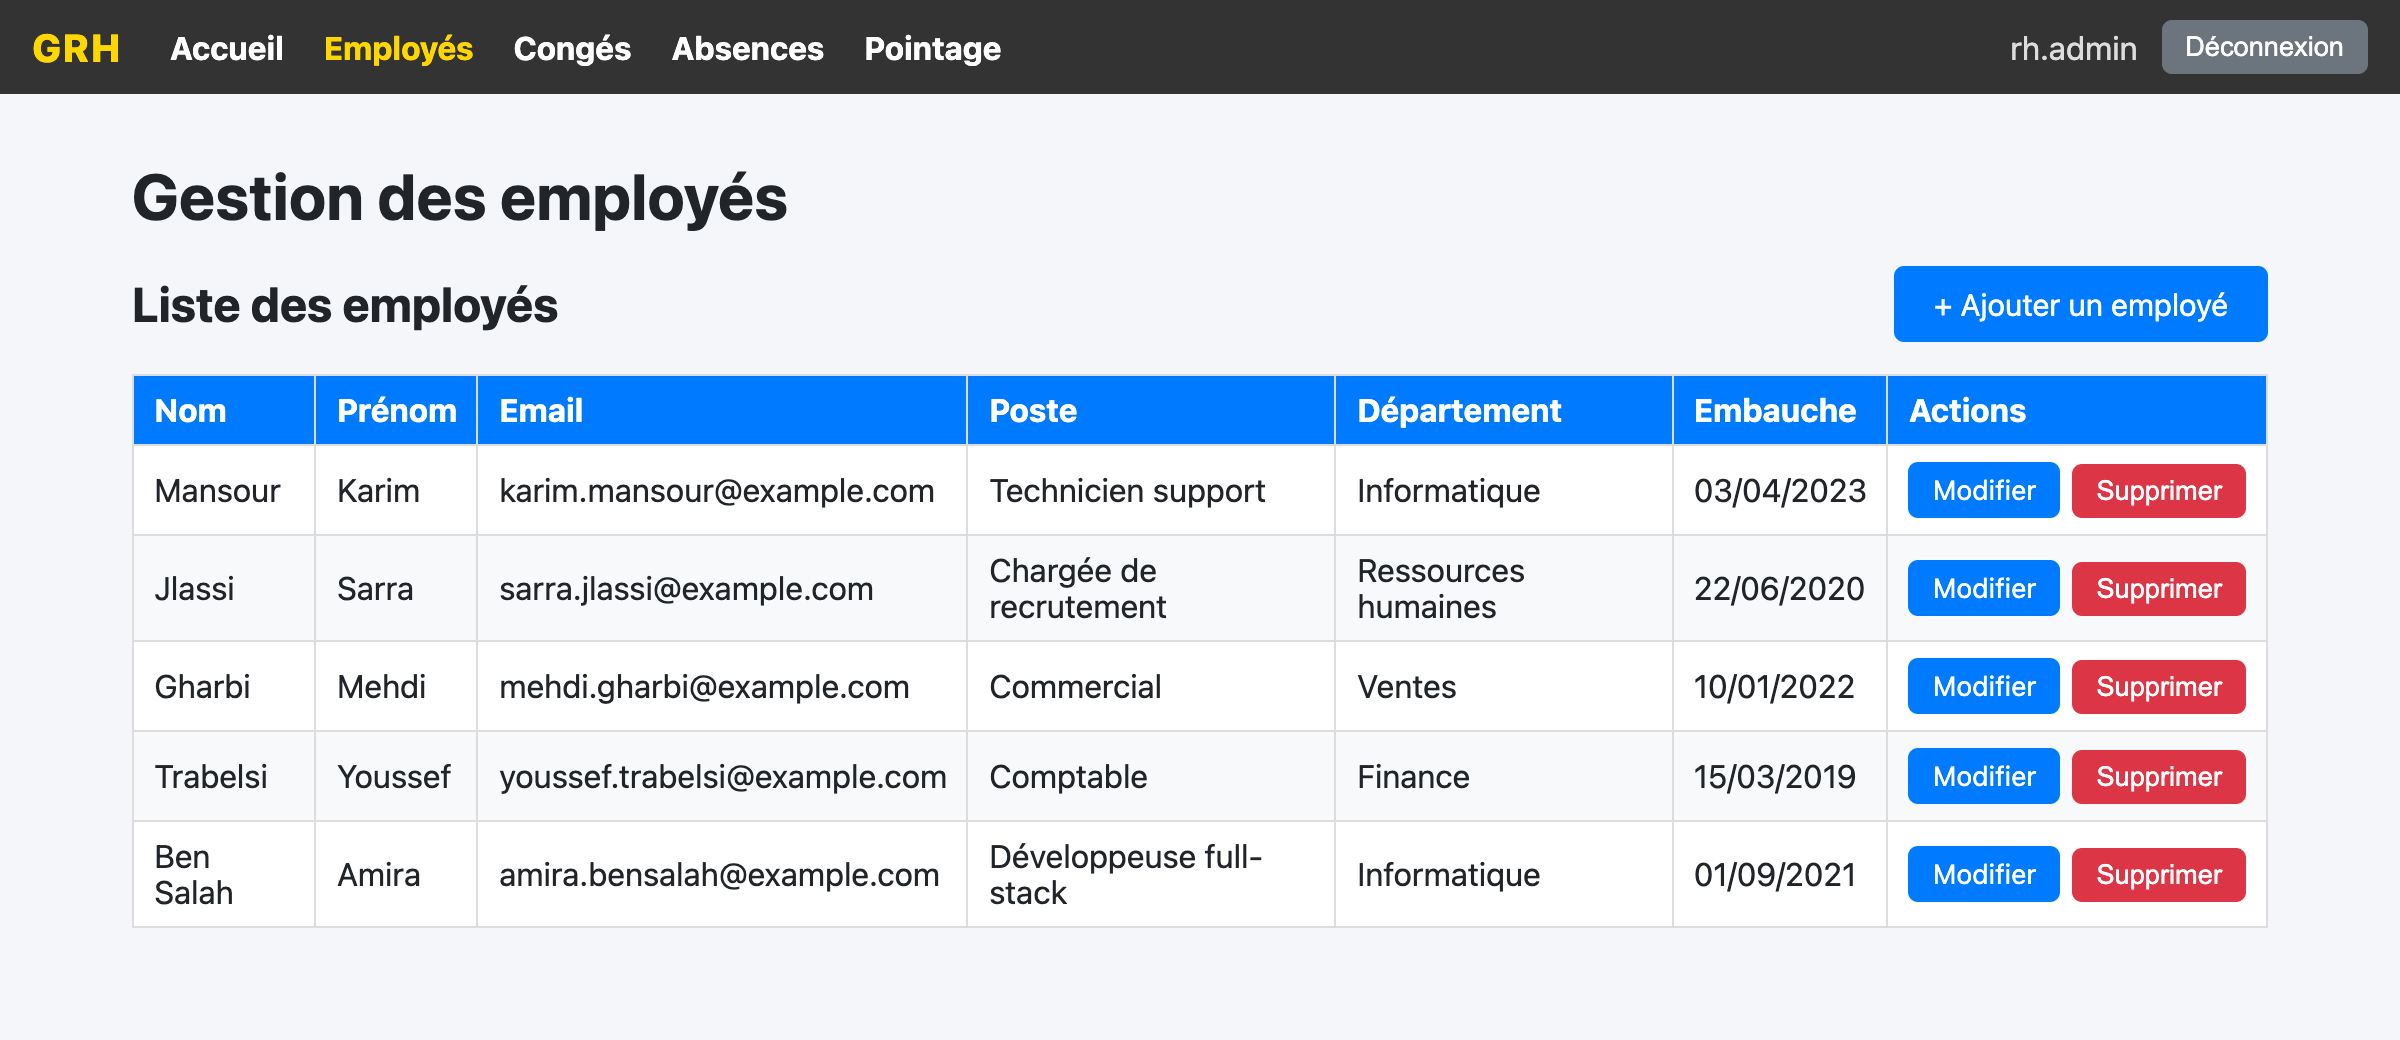 GRH Accueil Employés Congés Absences Pointage rh.admin Déconnexion
Gestion des employés
Liste des employés
+ Ajouter un employé
Nom Prénom Email Poste Département Embauche Actions
Mansour Karim karim.mansour@example.com Technicien support Informatique 03/04/2023 Modifier Supprimer
Jlassi Sarra sarra.jlassi@example.com Chargée de recrutement Ressources humaines 22/06/2020 Modifier Supprimer
Gharbi Mehdi mehdi.gharbi@example.com Commercial Ventes 10/01/2022 Modifier Supprimer
Trabelsi Youssef youssef.trabelsi@example.com Comptable Finance 15/03/2019 Modifier Supprimer
Ben Salah Amira amira.bensalah@example.com Développeuse full-stack Informatique 01/09/2021 Modifier Supprimer